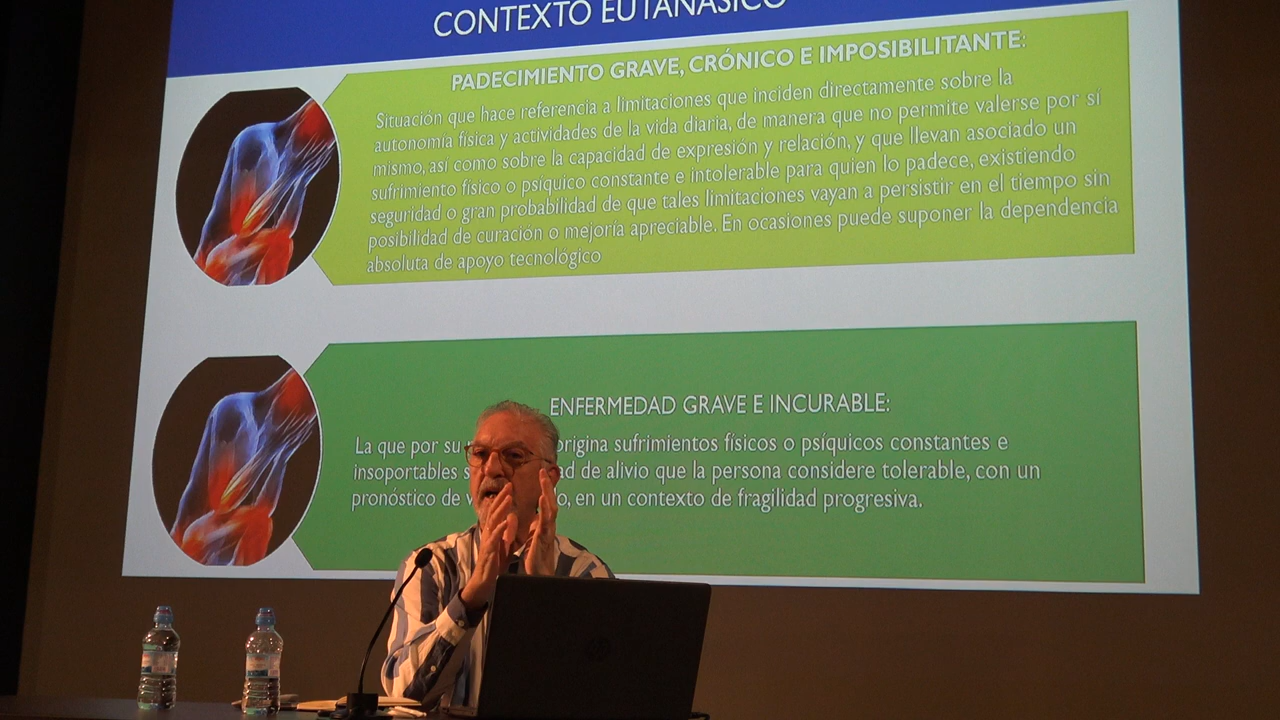 CONTEXTO EUTANÁSICO
PADECIMIENTO GRAVE, CRÓNICO E IMPOSIBILITANTE:
Situación que hace referencia a limitaciones que inciden directamente sobre la
autonomía física y actividades de la vida diaria, de manera que no permite valerse por sí
mismo, así como sobre la capacidad de expresión y relación, y que llevan asociado un
sufrimiento físico o psíquico constante e intolerable para quien lo padece, existiendo
seguridad o gran probabilidad de que tales limitaciones vayan a persistir en el tiempo sin
posibilidad de curación o mejoría apreciable. En ocasiones puede suponer la dependencia
absoluta de apoyo tecnológico
ENFERMEDAD GRAVE E INCURABLE:
La que por su origina sufrimientos físicos o psíquicos constantes e
insoportables de alivio que la persona considere tolerable, con un
pronóstico de en un contexto de fragilidad progresiva.